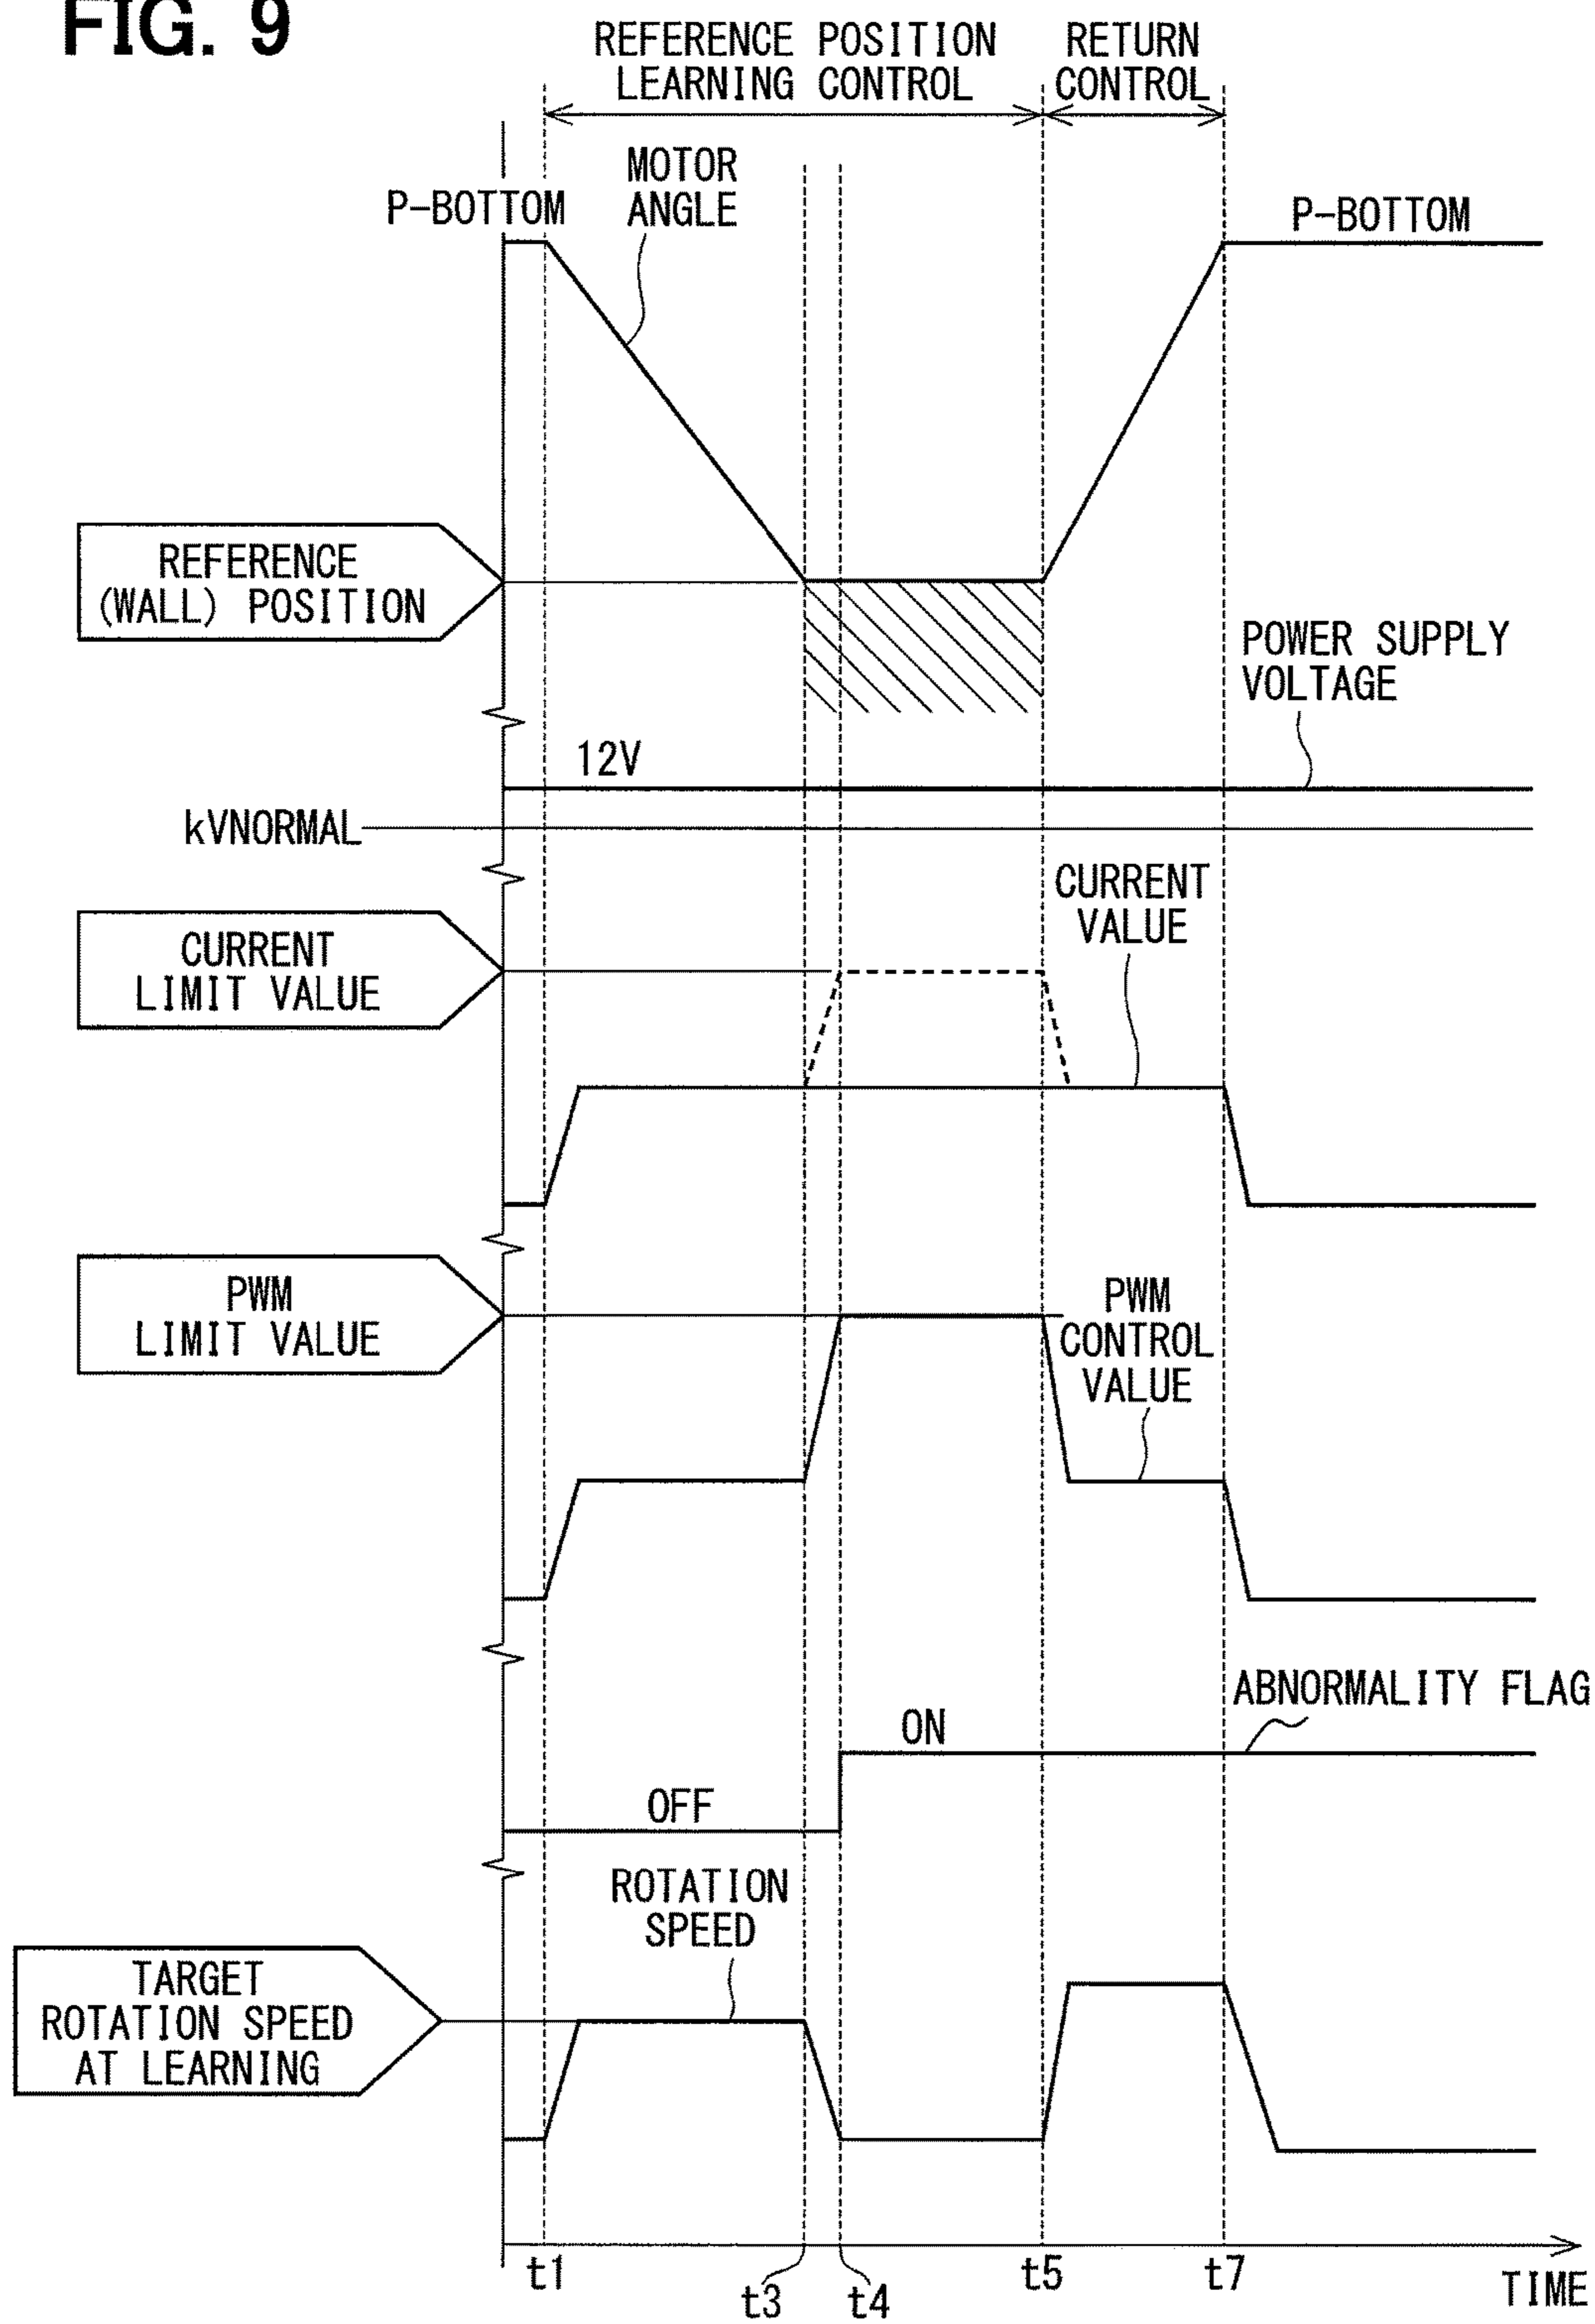 FIG. 9
REFERENCE POSITION
LEARNING CONTROL
RETURN
CONTROL
MOTOR
ANGLE
P-BOTTOM
P-BOTTOM
REFERENCE
(WALL) POSITION
POWER SUPPLY
VOLTAGE
12V
kVNORMAL
CURRENT
VALUE
CURRENT
LIMIT VALUE
PWM
LIMIT VALUE
PWM
CONTROL
VALUE
ABNORMALITY FLAG
ON
OFF
ROTATION
SPEED
TARGET
ROTATION SPEED
AT LEARNING
t1
t3
t4
t5
t7
TIME